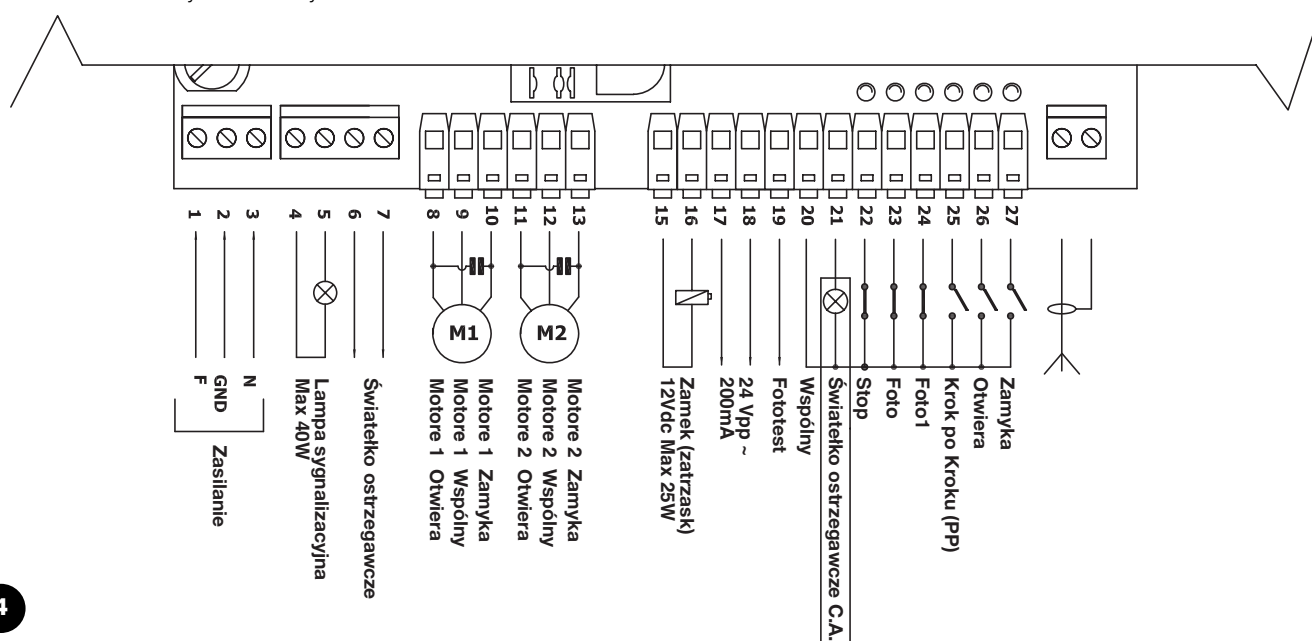 1
2
3
4
5
6
7
8
9
10
11
12
13
15
16
17
18
19
20
21
22
23
24
25
26
27
M1
M2
F
GND
N
Zasilanie
Lampa sygnalizacyjna
Max 40W
Światełko ostrzegawcze
Motore 1 Otwiera
Motore 1 Wspólny
Motore 1 Zamyka
Motore 2 Otwiera
Motore 2 Wspólny
Motore 2 Zamyka
Zamek (zatrzask)
12Vdc Max 25W
24 Vpp ~
200mA
Fototest
Wspólny
Światełko ostrzegawcze C.A.
Stop
Foto
Foto1
Krok po Kroku (PP)
Otwiera
Zamyka
4